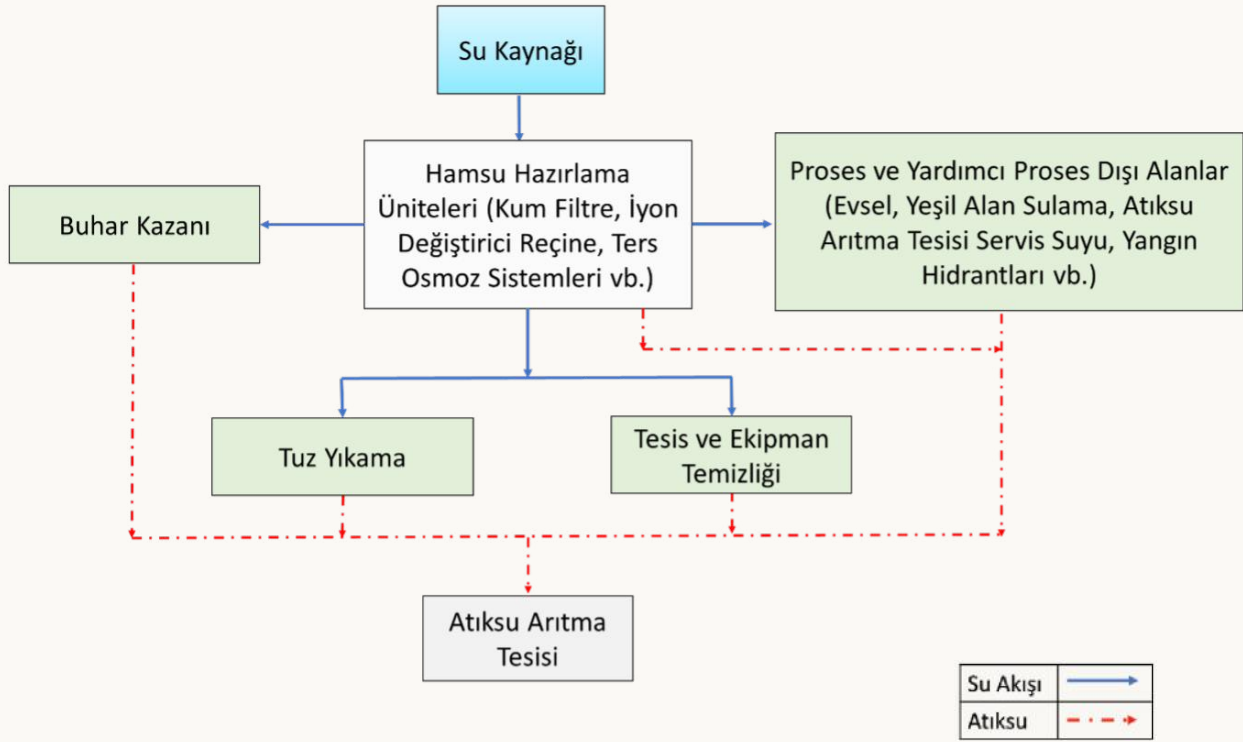 Su Kaynağı
Hamsu Hazırlama
Üniteleri (Kum Filtre, İyon
Değiştirici Reçine, Ters
Osmoz Sistemleri vb.)
Buhar Kazanı
Proses ve Yardımcı Proses Dışı Alanlar
(Evsel, Yeşil Alan Sulama, Atıksu
Arıtma Tesisi Servis Suyu, Yangın
Hidrantları vb.)
Tuz Yıkama
Tesis ve Ekipman
Temizliği
Atıksu Arıtma
Tesisi
Su Akışı
Atıksu